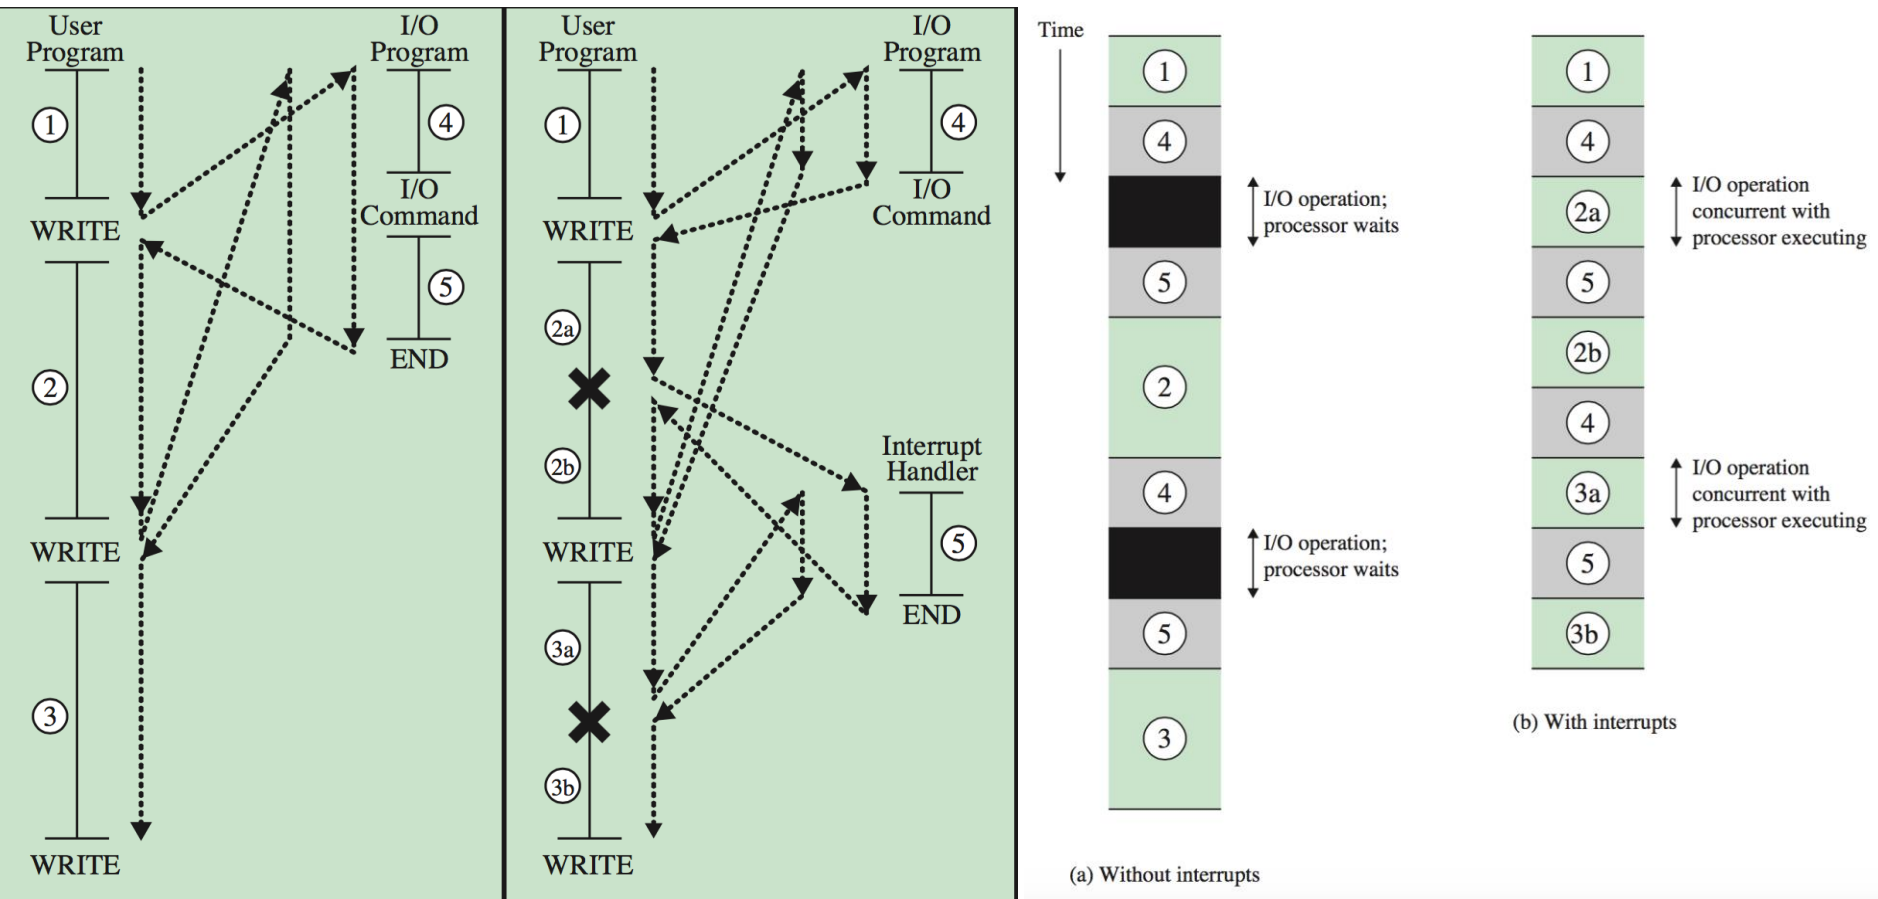 User
Program
I/O
Program
1
4
WRITE
I/O
Command
5
END
2
WRITE
3
WRITE
User
Program
I/O
Program
1
4
WRITE
I/O
Command
2a
2b
Interrupt
Handler
WRITE
5
END
3a
3b
WRITE
Time
1
4
I/O operation;
processor waits
5
2
4
I/O operation;
processor waits
5
3
(a) Without interrupts
1
4
2a
I/O operation
concurrent with
processor executing
5
2b
4
3a
I/O operation
concurrent with
processor executing
5
3b
(b) With interrupts